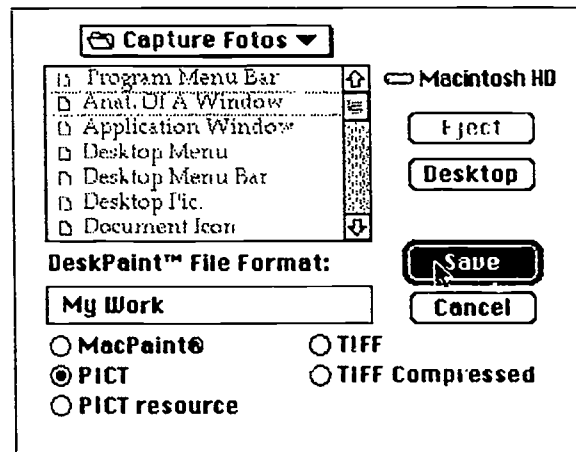 Capture Fotos
Program Menu Bar
Macintosh HD
Anat. Of A Window
Application Window
Eject
Desktop Menu
Desktop Menu Bar
Desktop
Desktop Pic.
Document Icon
DeskPaint™ File Format:
Save
My Work
Cancel
MacPaint®
TIFF
PICT
TIFF Compressed
PICT resource